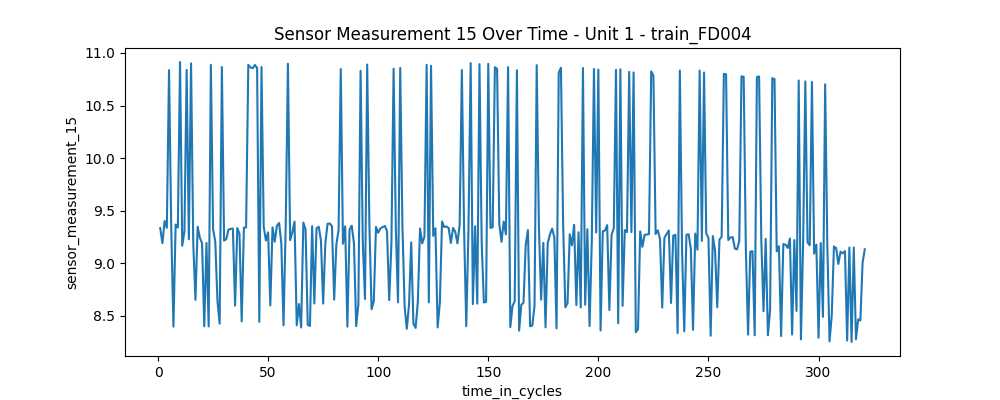 Sensor Measurement 15 Over Time - Unit 1 - train_FD004
11.0
10.5
10.0
9.5
9.0
8.5
sensor_measurement_15
0 50 100 150 200 250 300
time_in_cycles